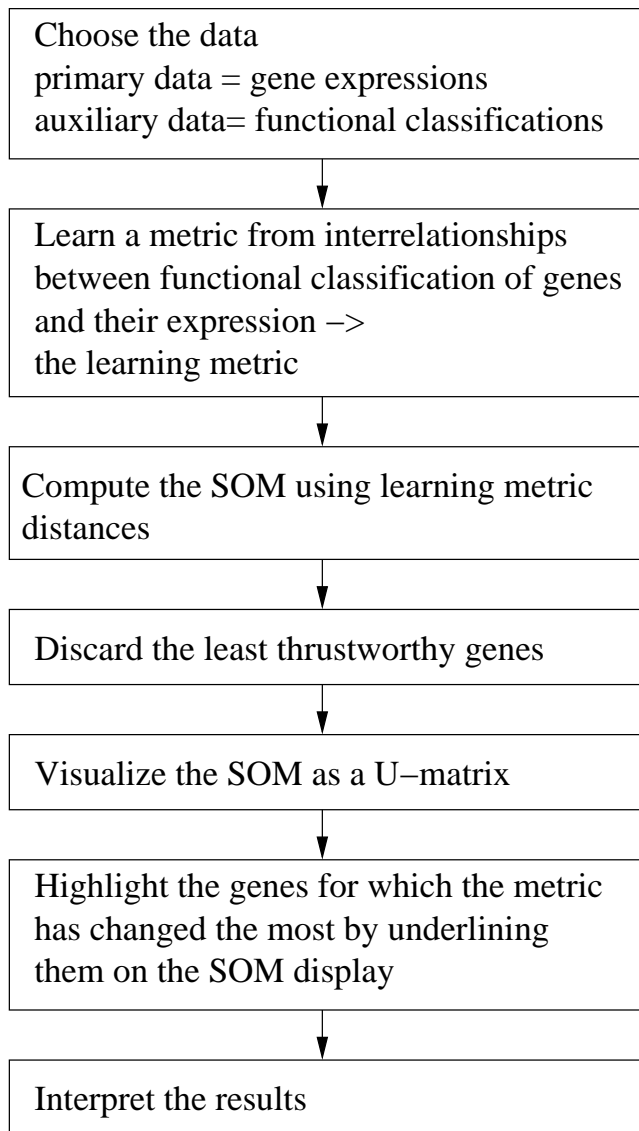 Choose the data
primary data = gene expressions
auxiliary data= functional classifications
Learn a metric from interrelationships
between functional classification of genes
and their expression −>
the learning metric
Compute the SOM using learning metric
distances
Discard the least thrustworthy genes
Visualize the SOM as a U−matrix
Highlight the genes for which the metric
has changed the most by underlining
them on the SOM display
Interpret the results